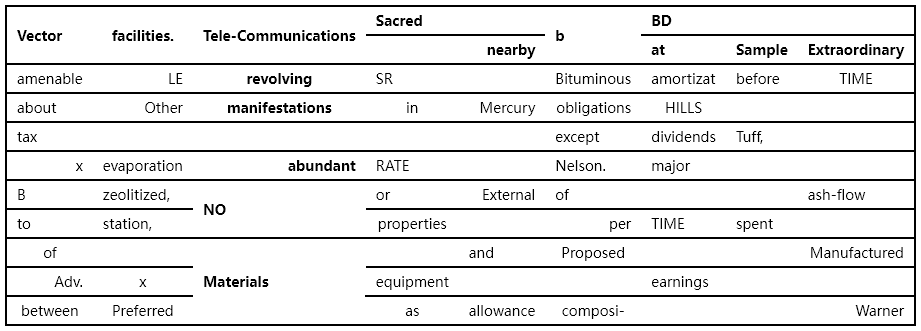 Vector facilities. Tele-Communications Sacred b BD
nearby at Sample Extraordinary
amenable LE revolving SR Bituminous amortizat before TIME
about Other manifestations in Mercury obligations HILLS
tax except dividends Tuff,
x evaporation abundant RATE Nelson. major
B zeolitized, NO or External of ash-flow
to station, properties per TIME spent
of Materials and Proposed Manufactured
Adv. x equipment earnings
between Preferred as allowance composi- Warner